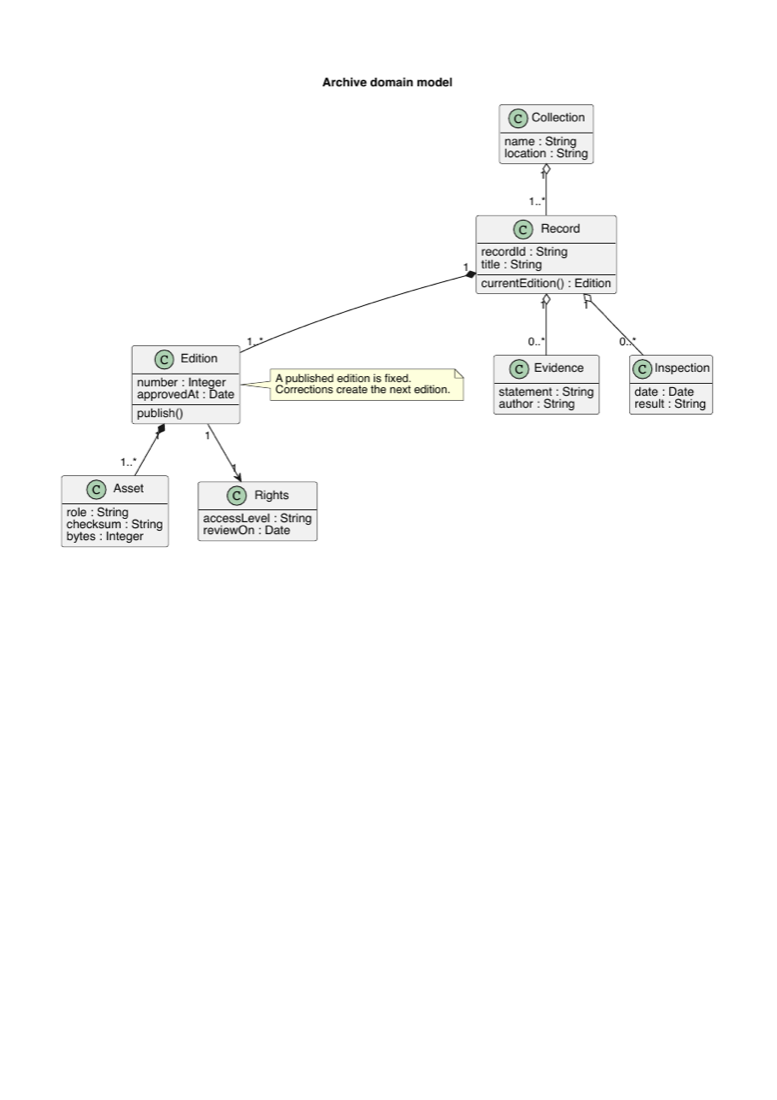 Archive domain model
C Collection
name : String
location : String
1
1..*
C Record
recordId : String
title : String
currentEdition() : Edition
1
1
1
1..*
0..*
0..*
C Edition
number : Integer
approvedAt : Date
publish()
A published edition is fixed.
Corrections create the next edition.
C Evidence
statement : String
author : String
C Inspection
date : Date
result : String
1
1
1..*
1
C Asset
role : String
checksum : String
bytes : Integer
C Rights
accessLevel : String
reviewOn : Date